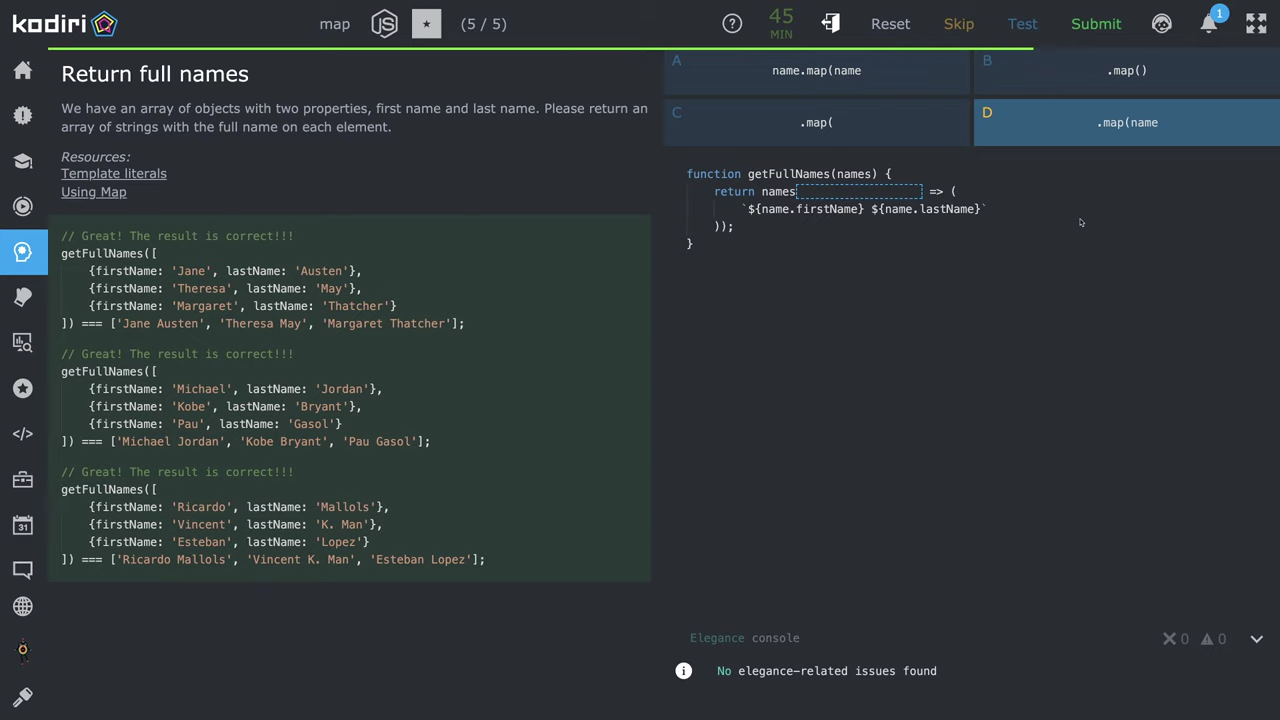 kodiri map JS ★ (5 / 5) ? 45 MIN Reset Skip Test Submit 1
Return full names
We have an array of objects with two properties, first name and last name. Please return an
array of strings with the full name on each element.
Resources:
Template literals
Using Map
// Great! The result is correct!!!
getFullNames([
{firstName: 'Jane', lastName: 'Austen'},
{firstName: 'Theresa', lastName: 'May'},
{firstName: 'Margaret', lastName: 'Thatcher'}
]) === ['Jane Austen', 'Theresa May', 'Margaret Thatcher'];
// Great! The result is correct!!!
getFullNames([
{firstName: 'Michael', lastName: 'Jordan'},
{firstName: 'Kobe', lastName: 'Bryant'},
{firstName: 'Pau', lastName: 'Gasol'}
]) === ['Michael Jordan', 'Kobe Bryant', 'Pau Gasol'];
// Great! The result is correct!!!
getFullNames([
{firstName: 'Ricardo', lastName: 'Mallols'},
{firstName: 'Vincent', lastName: 'K. Man'},
{firstName: 'Esteban', lastName: 'Lopez'}
]) === ['Ricardo Mallols', 'Vincent K. Man', 'Esteban Lopez'];
</>
31
A name.map(name
B .map()
C .map(
D .map(name
function getFullNames(names) {
return names => (
`${name.firstName} ${name.lastName}`
));
}
Elegance console 0 0
No elegance-related issues found